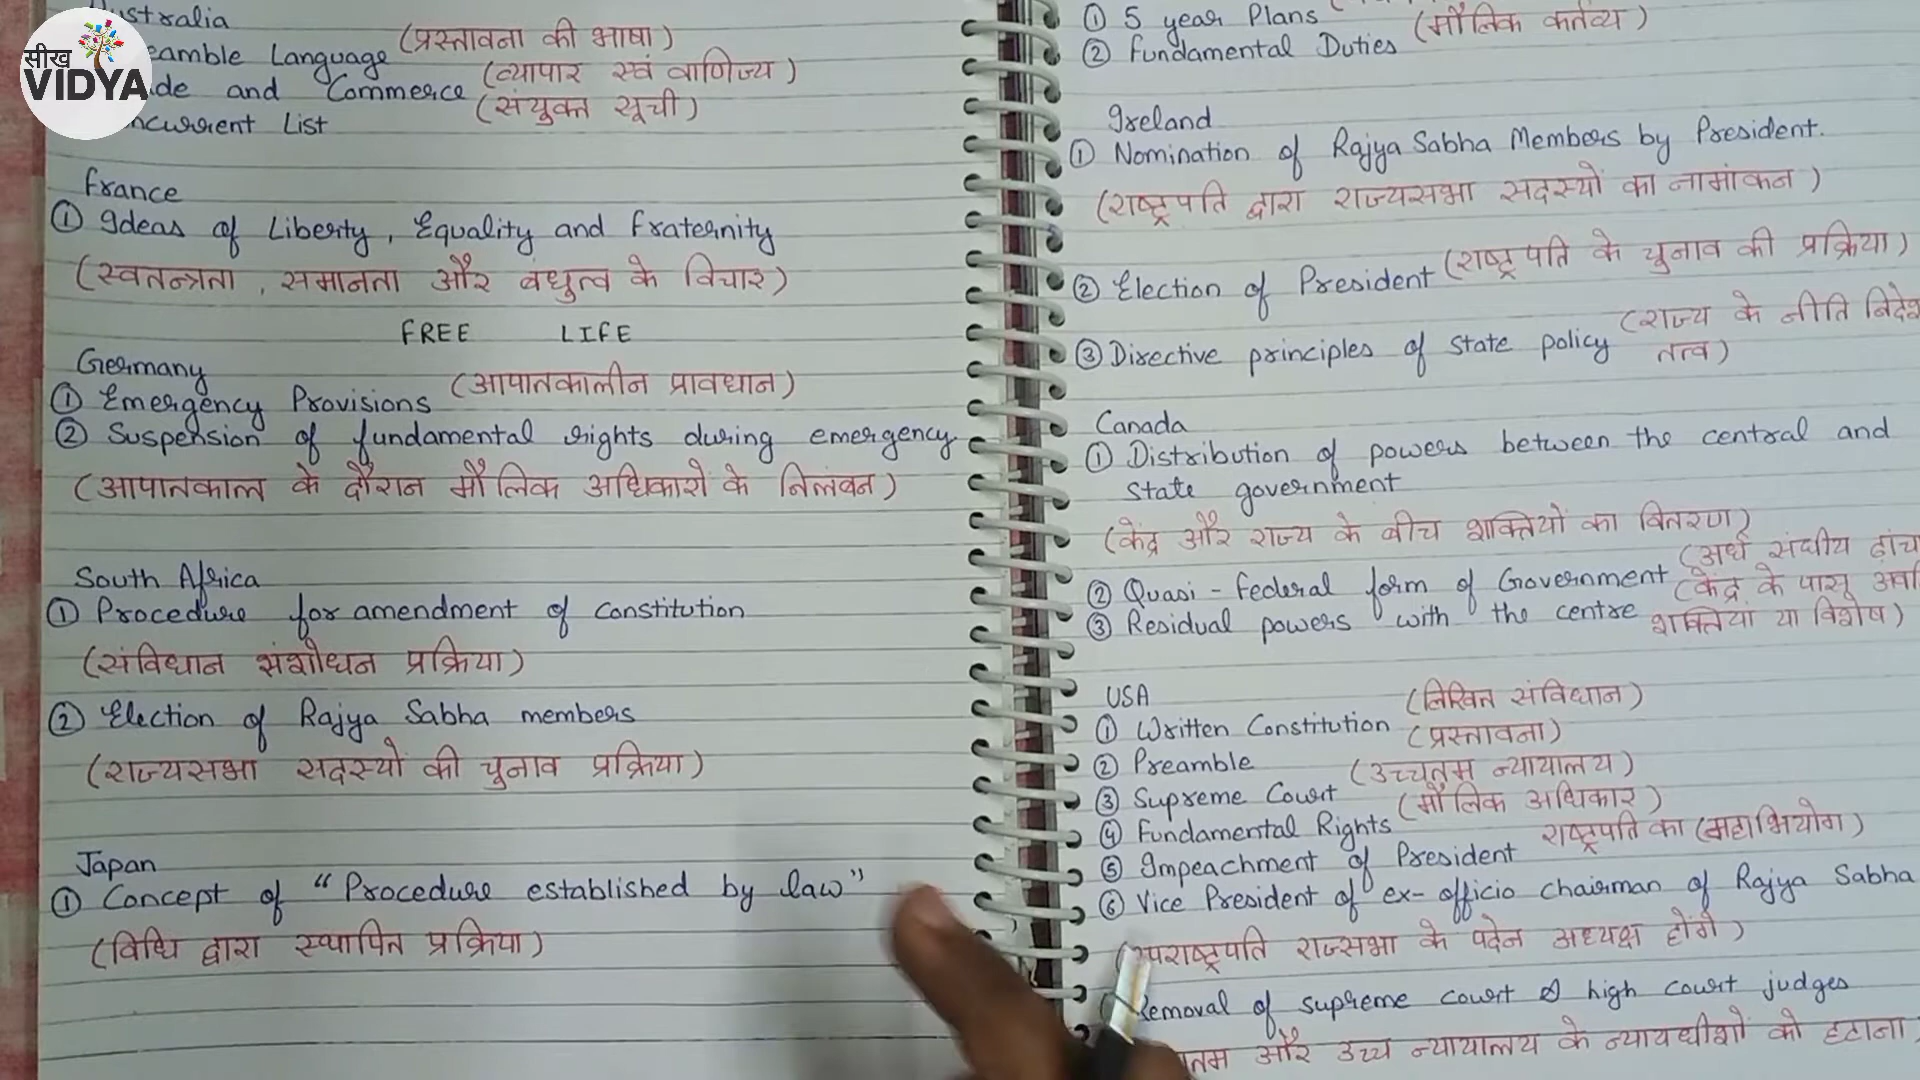 सीख
VIDYA
Australia
Preamble Language (प्रस्तावना की भाषा)
and Commerce (व्यापार एवं वाणिज्य)
Concurrent List (संयुक्त सूची)
France
① Ideas of Liberty, Equality and Fraternity
(स्वतन्त्रता, समानता और बंधुत्व के विचार)
FREE LIFE
Germany
① Emergency Provisions (आपातकालीन प्रावधान)
② Suspension of fundamental rights during emergency
(आपातकाल के दौरान मौलिक अधिकारों के निलंबन)
South Africa
① Procedure for amendment of constitution
(संविधान संशोधन प्रक्रिया)
② Election of Rajya Sabha members
(राज्यसभा सदस्यों की चुनाव प्रक्रिया)
Japan
① Concept of "Procedure established by law"
(विधि द्वारा स्थापित प्रक्रिया)
① 5 year Plans
② Fundamental Duties (मौलिक कर्तव्य)
Ireland
① Nomination of Rajya Sabha Members by President.
(राष्ट्रपति द्वारा राज्यसभा सदस्यों का नामांकन)
② Election of President (राष्ट्रपति के चुनाव की प्रक्रिया)
③ Directive principles of state policy (राज्य के नीति निदेश
तत्व)
Canada
① Distribution of powers between the central and
state government
(केंद्र और राज्य के बीच शक्तियों का वितरण)
② Quasi-Federal form of Government (अर्ध संघीय ढांच
③ Residual powers with the centre (केंद्र के पास
शक्तियां या विशेष)
USA
① Written Constitution (लिखित संविधान)
② Preamble (प्रस्तावना)
③ Supreme Court (उच्चतम न्यायालय)
④ Fundamental Rights (मौलिक अधिकार)
⑤ Impeachment of President राष्ट्रपति का (महाभियोग)
⑥ Vice President of ex-officio chairman of Rajya Sabha
(उपराष्ट्रपति राज्सभा के पदेन अध्यक्ष होंगे)
Removal of supreme court & high court judges
और उच्च न्यायालय के न्यायधीशों को हटाना